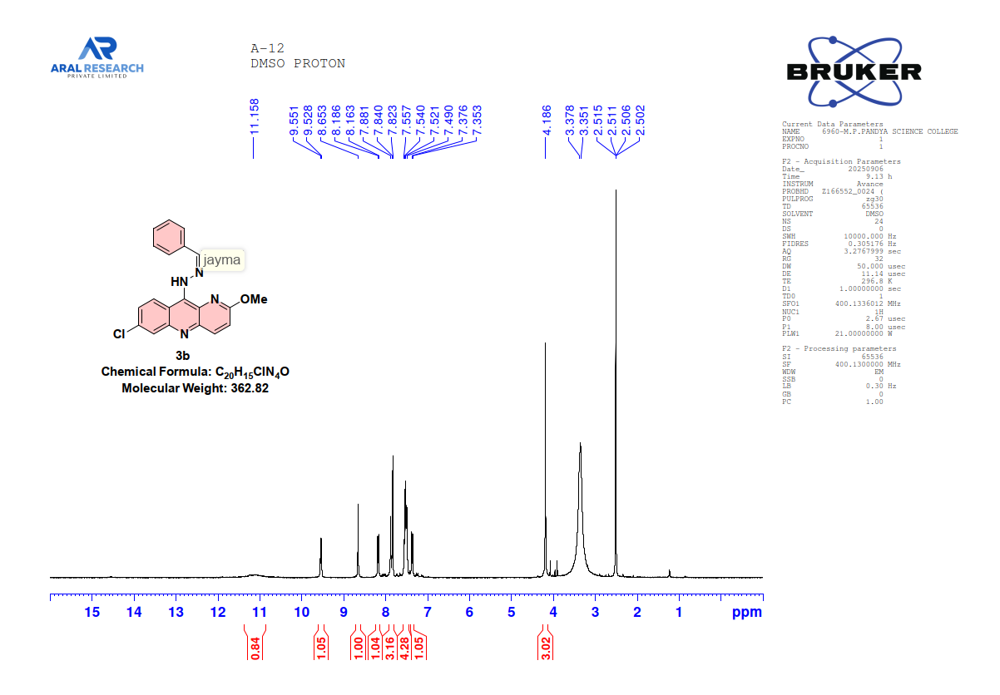 ARAL RESEARCH
PRIVATE LIMITED
A-12
DMSO PROTON
BRUKER
11.158
9.551
9.528
8.653
8.186
8.163
7.881
7.840
7.823
7.557
7.540
7.521
7.490
7.376
7.353
4.186
3.378
3.351
2.515
2.511
2.506
2.502
Current Data Parameters
NAME 6960-M.P.PANDYA SCIENCE COLLEGE
EXPNO 1
PROCNO 1
F2 - Acquisition Parameters
Date_ 20250906
Time 9.13 h
INSTRUM Avance
PROBHD Z166552_0024 (
PULPROG zg30
TD 65536
SOLVENT DMSO
NS 24
DS 0
SWH 10000.000 Hz
FIDRES 0.305176 Hz
AQ 3.2767999 sec
RG 32
DW 50.000 usec
DE 11.14 usec
TE 296.8 K
D1 1.00000000 sec
TD0 1
SFO1 400.1336012 MHz
NUC1 1H
P0 2.67 usec
P1 8.00 usec
PLW1 21.00000000 W
F2 - Processing parameters
SI 65536
SF 400.1300000 MHz
WDW EM
SSB 0
LB 0.30 Hz
GB 0
PC 1.00
jayma
N
HN
N OMe
Cl N
3b
Chemical Formula: C20H15ClN4O
Molecular Weight: 362.82
15 14 13 12 11 10 9 8 7 6 5 4 3 2 1 ppm
0.84
1.05
1.00
1.04
3.16
4.28
1.05
3.02